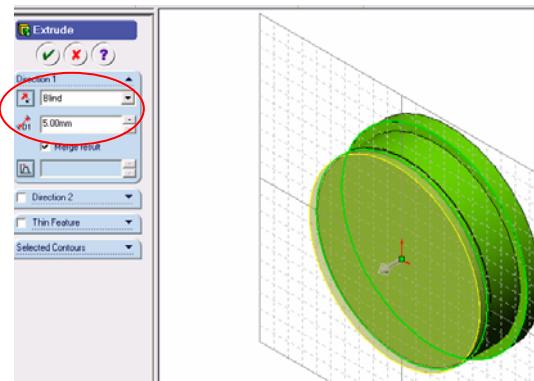 Extrude
?
Direction 1
Blind
D1
5.00mm
Merge result
Direction 2
Thin Feature
Selected Contours